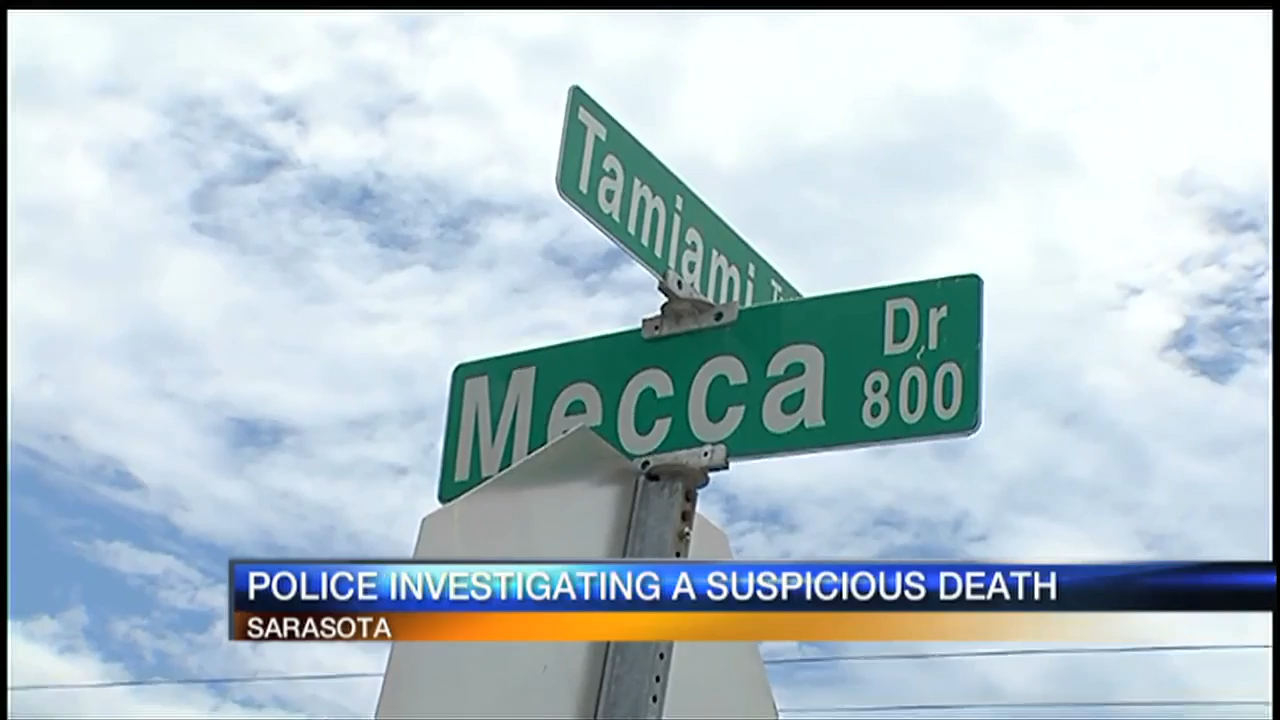 Tamiami
Mecca Dr
800
POLICE INVESTIGATING A SUSPICIOUS DEATH
SARASOTA